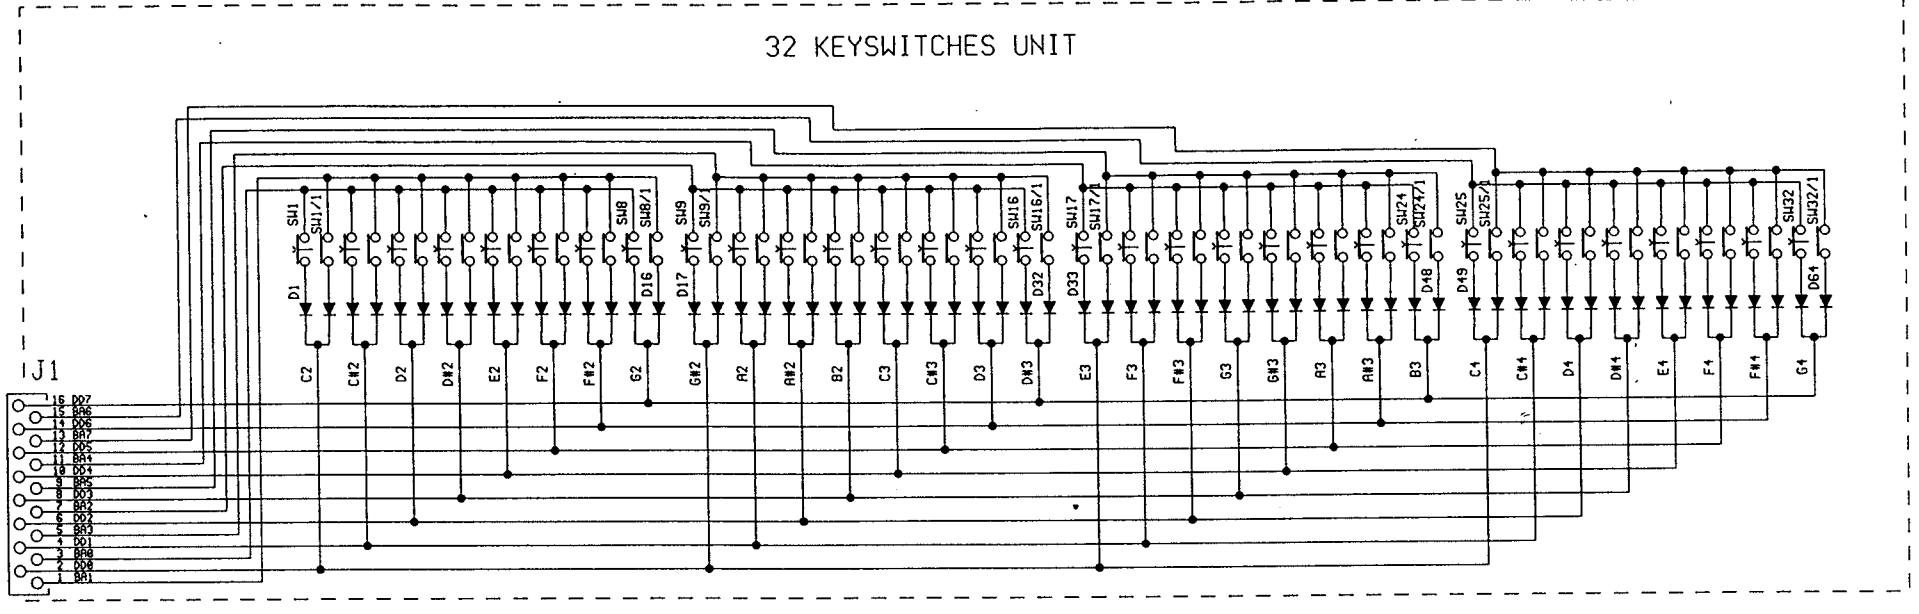 32 KEYSWITCHES UNIT
SW1
SW1/1
SW8
SW8/1
SW9
SW9/1
SW16
SW16/1
SW17
SW17/1
SW24
SW24/1
SW25
SW25/1
SW32
SW32/1
D1
D16
D17
D32
D33
D48
D49
D64
C2
C#2
D2
D#2
E2
F2
F#2
G2
G#2
A2
A#2
B2
C3
C#3
D3
D#3
E3
F3
F#3
G3
G#3
A3
A#3
B3
C4
C#4
D4
D#4
E4
F4
F#4
G4
J1
16 DD7
15 BA6
14 DD6
13 BA7
12 DD5
11 BA4
10 DD4
9 BA5
8 DD3
7 BA2
6 DD2
5 BA3
4 DD1
3 BA0
2 DD0
1 BA1